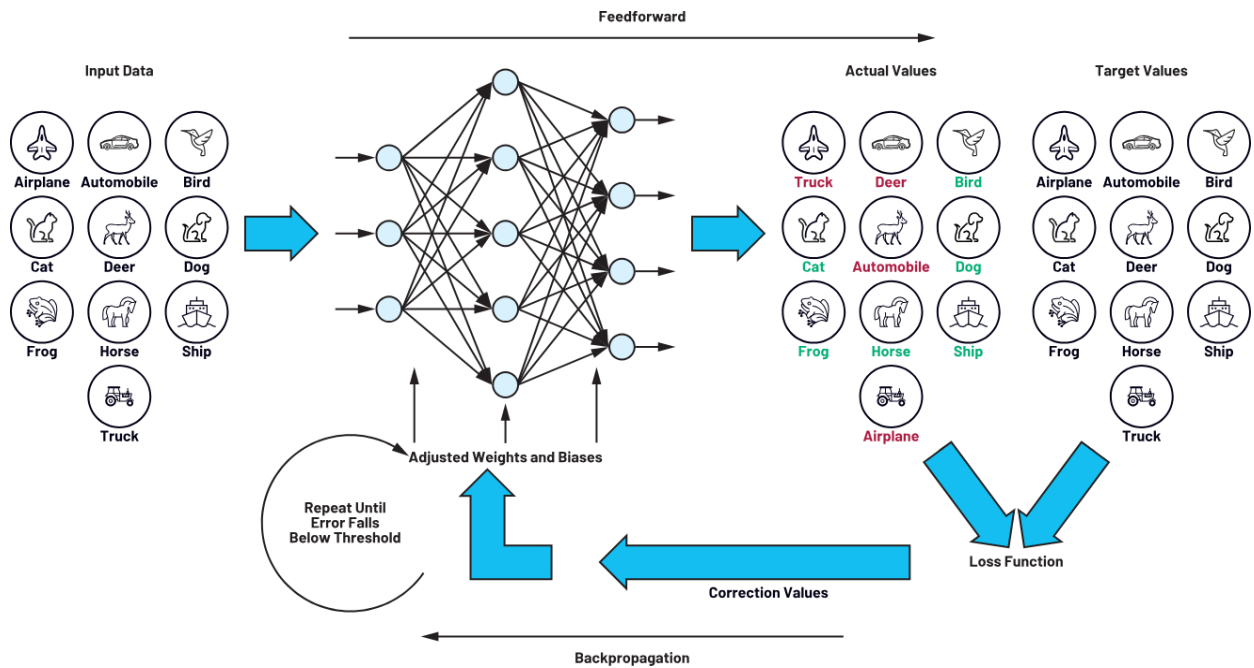 Feedforward
Input Data
Actual Values
Target Values
Airplane Automobile Bird
Cat Deer Dog
Frog Horse Ship
Truck
Truck Deer Bird
Cat Automobile Dog
Frog Horse Ship
Airplane
Airplane Automobile Bird
Cat Deer Dog
Frog Horse Ship
Truck
Adjusted Weights and Biases
Repeat Until
Error Falls
Below Threshold
Loss Function
Correction Values
Backpropagation